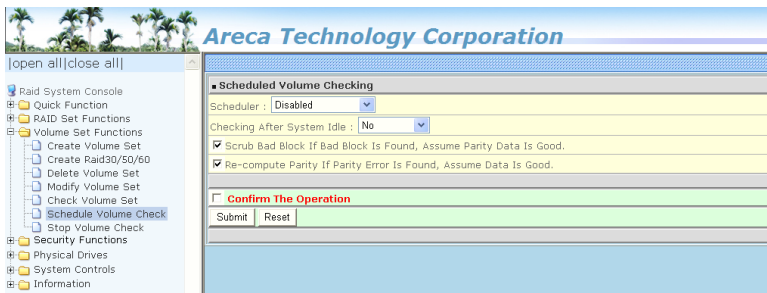 Areca Technology Corporation
|open all|close all|
Raid System Console
Quick Function
RAID Set Functions
Volume Set Functions
Create Volume Set
Create Raid30/50/60
Delete Volume Set
Modify Volume Set
Check Volume Set
Schedule Volume Check
Stop Volume Check
Security Functions
Physical Drives
System Controls
Information
Scheduled Volume Checking
Scheduler : Disabled
Checking After System Idle : No
Scrub Bad Block If Bad Block Is Found, Assume Parity Data Is Good.
Re-compute Parity If Parity Error Is Found, Assume Data Is Good.
Confirm The Operation
Submit Reset